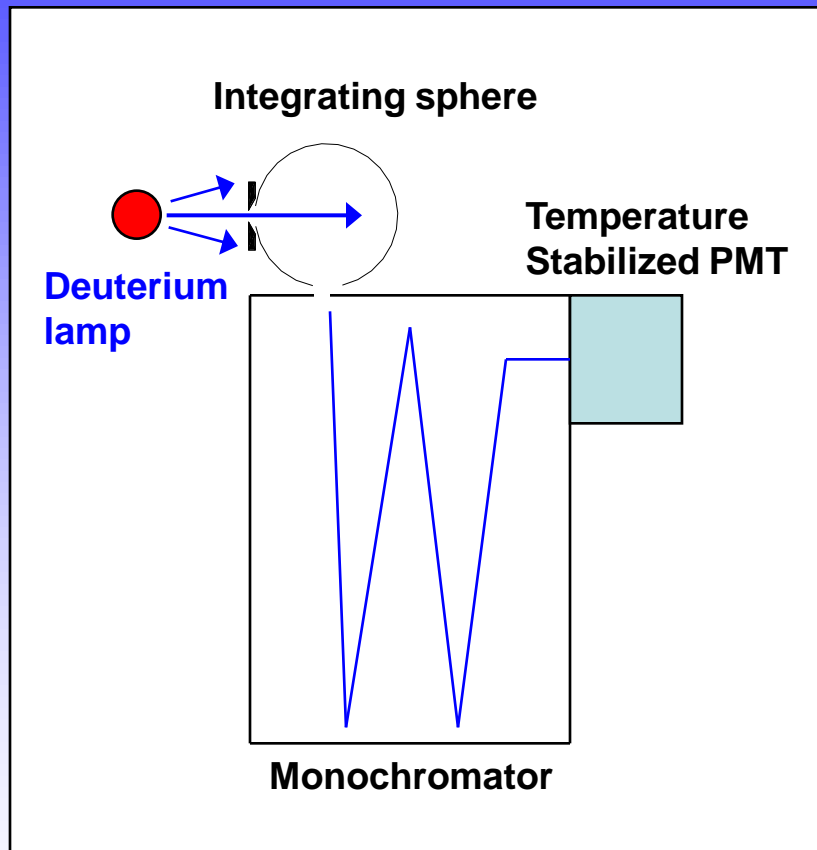 Integrating sphere
Temperature
Stabilized PMT
Deuterium
lamp
Monochromator